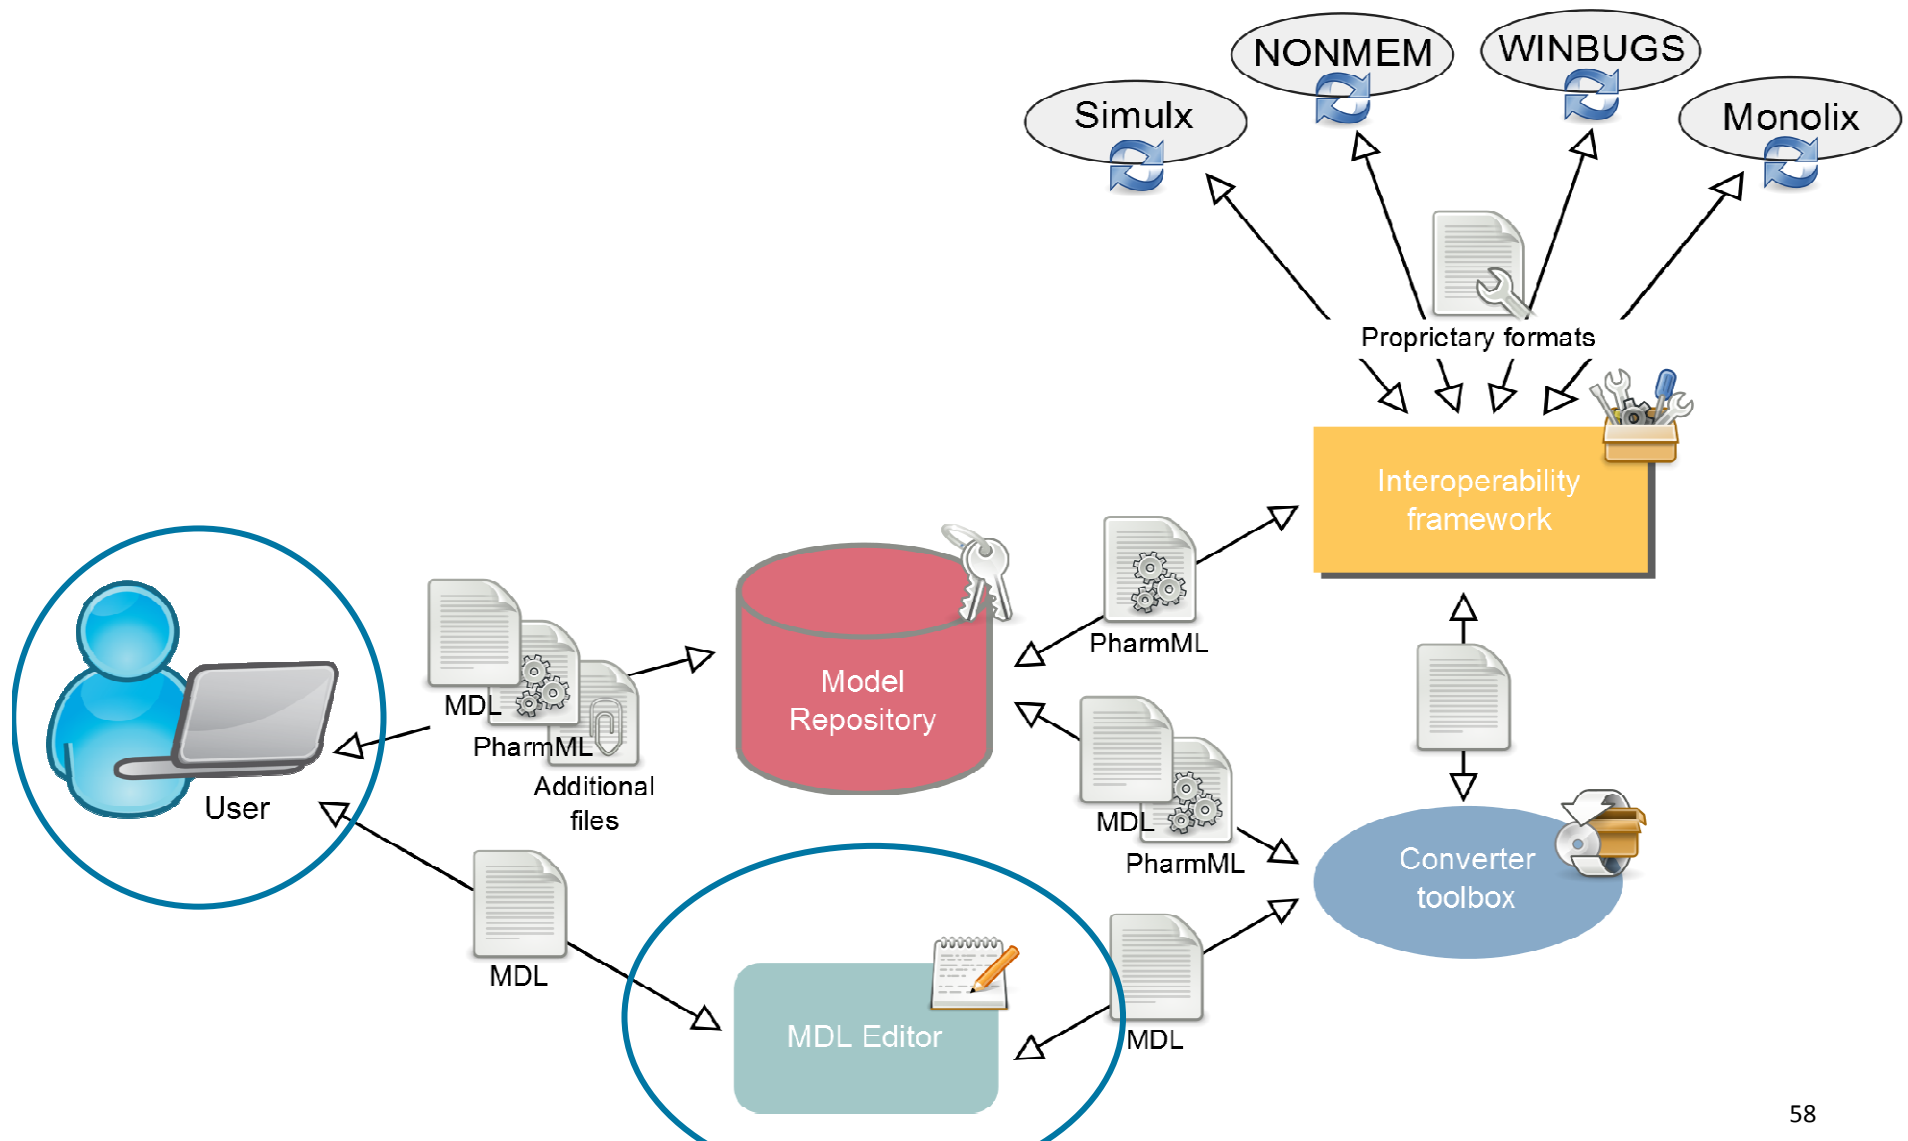 NONMEM
WINBUGS
Simulx
Monolix
Proprictary formats
Interoperability
framework
PharmML
MDL
PharmML
Additional
files
User
Model
Repository
MDL
PharmML
Converter
toolbox
MDL
MDL Editor
MDL
58